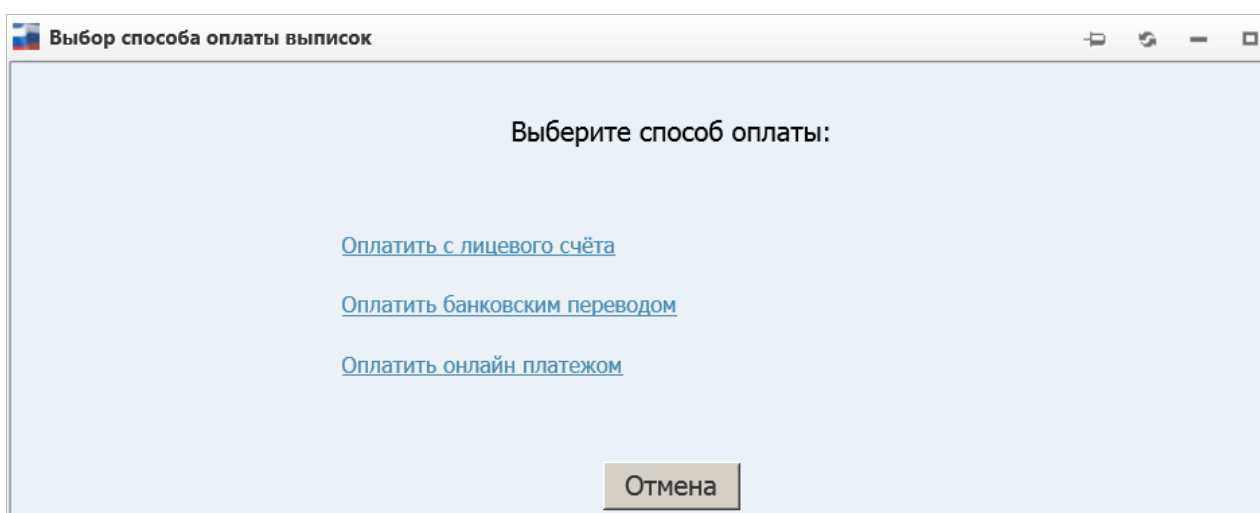 Выбор способа оплаты выписок
Выберите способ оплаты:
Оплатить с лицевого счёта
Оплатить банковским переводом
Оплатить онлайн платежом
Отмена